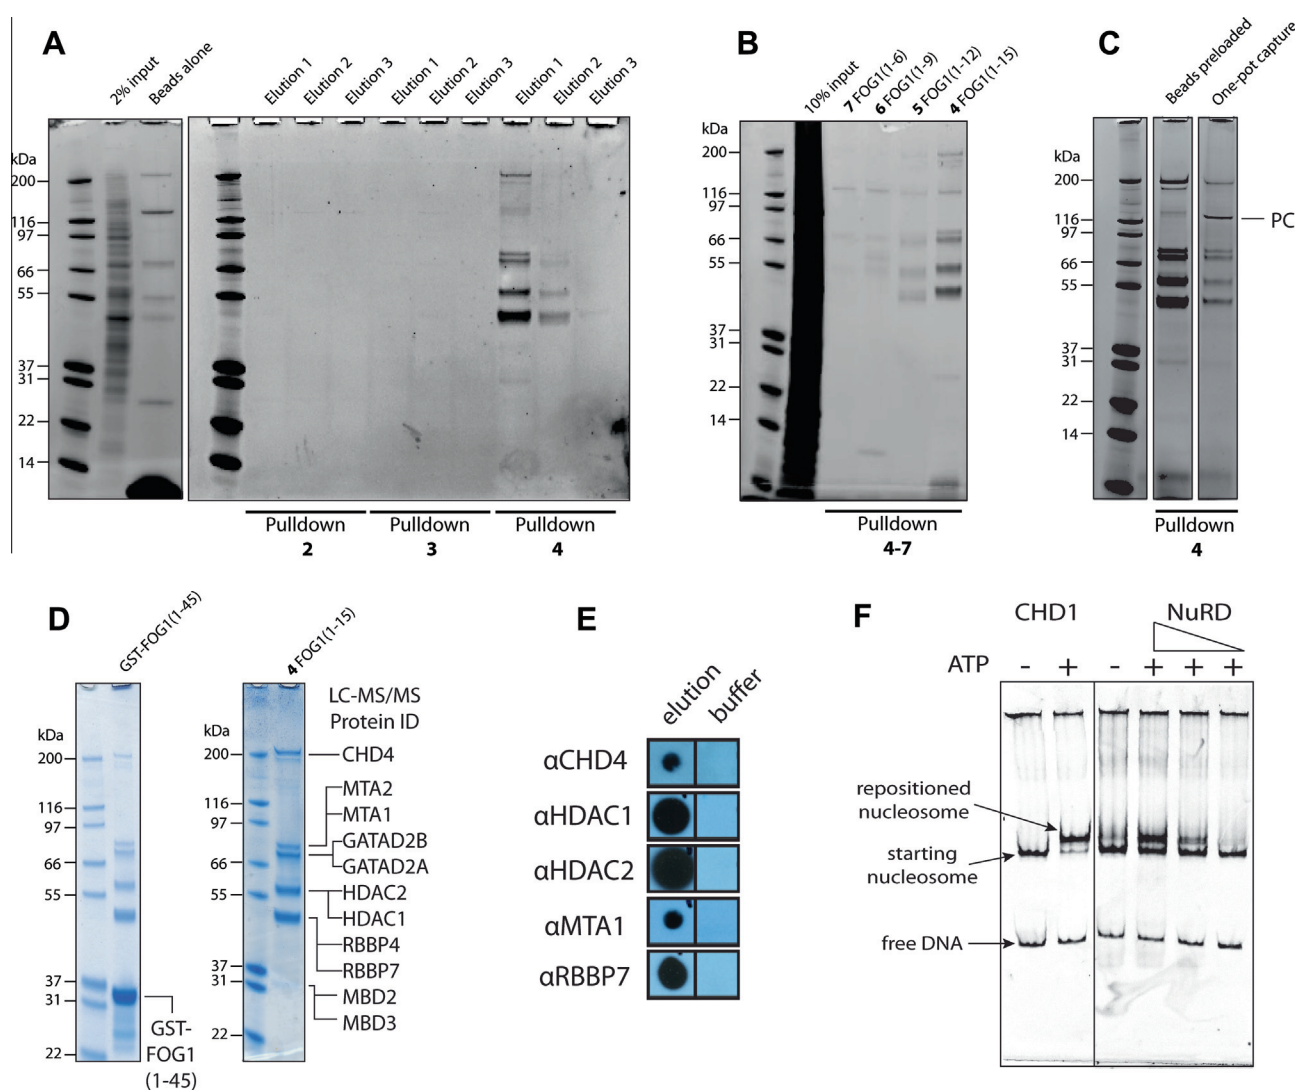 A
2% input
Beads alone
Elution 1
Elution 2
Elution 3
Elution 1
Elution 2
Elution 3
Elution 1
Elution 2
Elution 3
kDa
200
116
97
66
55
37
31
22
14
Pulldown
2
Pulldown
3
Pulldown
4
B
10% input
7 FOG1(1-6)
6 FOG1(1-9)
5 FOG1(1-12)
4 FOG1(1-15)
kDa
200
116
97
66
55
37
31
22
14
Pulldown
4-7
C
Beads preloaded
One-pot capture
kDa
200
116
97
66
55
37
31
22
14
PC
Pulldown
4
D
GST-FOG1(1-45)
kDa
200
116
97
66
55
37
31
22
GST-
FOG1
(1-45)
4 FOG1(1-15)
kDa
200
116
97
66
55
37
31
22
LC-MS/MS
Protein ID
CHD4
MTA2
MTA1
GATAD2B
GATAD2A
HDAC2
HDAC1
RBBP4
RBBP7
MBD2
MBD3
E
elution
buffer
αCHD4
αHDAC1
αHDAC2
αMTA1
αRBBP7
F
CHD1
NuRD
ATP
- + - + + +
repositioned
nucleosome
starting
nucleosome
free DNA